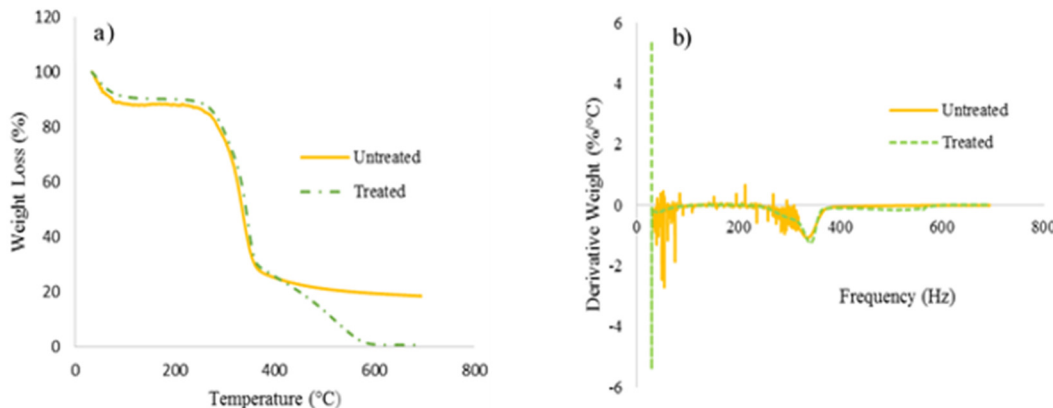 a)
120
100
80
60
40
20
0
Weight Loss (%)
0 200 400 600 800
Temperature (°C)
Untreated
Treated
b)
6
4
2
0
-2
-4
-6
Derivative Weight (%/°C)
0 200 400 600 800
Frequency (Hz)
Untreated
Treated